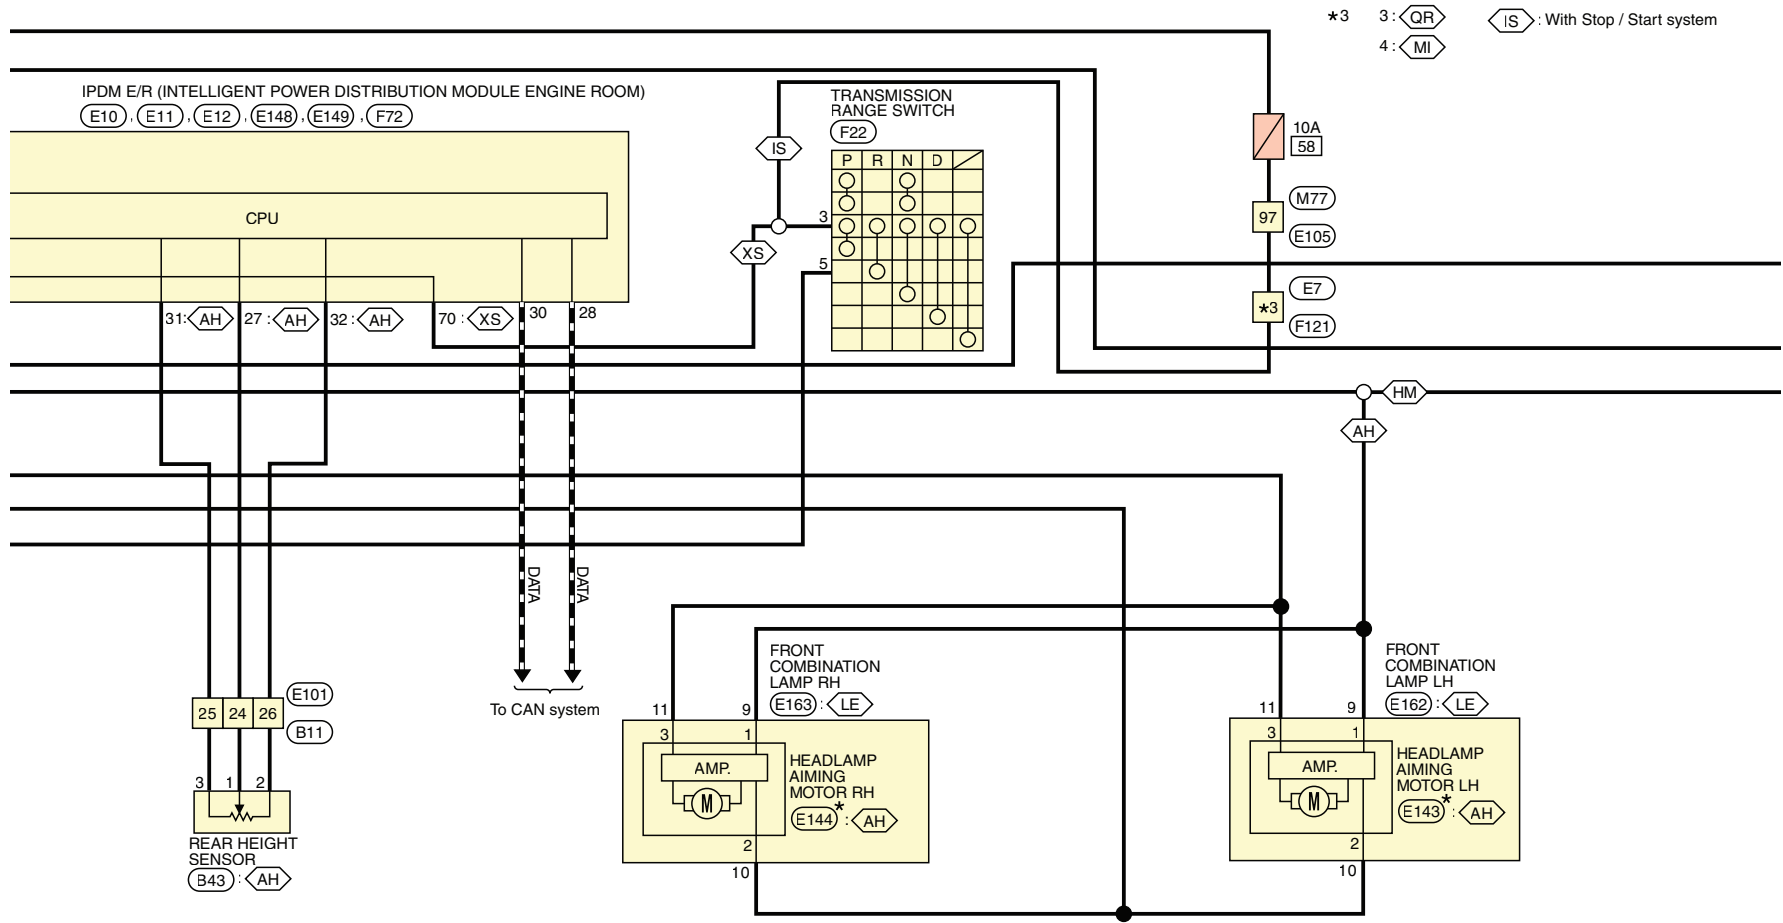 *3 3 : QR
4 : MI
IS : With Stop / Start system
IPDM E/R (INTELLIGENT POWER DISTRIBUTION MODULE ENGINE ROOM)
E10 , E11 , E12 , E148 , E149 , F72
CPU
31: AH
27 : AH
32 : AH
70 : XS
30
28
IS
XS
TRANSMISSION
RANGE SWITCH
F22
P R N D
3
5
10A
58
M77
97
E105
E7
*3
F121
HM
AH
DATA
DATA
To CAN system
E101
25 24 26
B11
3 1 2
REAR HEIGHT
SENSOR
B43 : AH
FRONT
COMBINATION
LAMP RH
E163 : LE
11 9
3 1
AMP.
M
HEADLAMP
AIMING
MOTOR RH
E144* : AH
2
10
FRONT
COMBINATION
LAMP LH
E162 : LE
11 9
3 1
AMP.
M
HEADLAMP
AIMING
MOTOR LH
E143* : AH
2
10